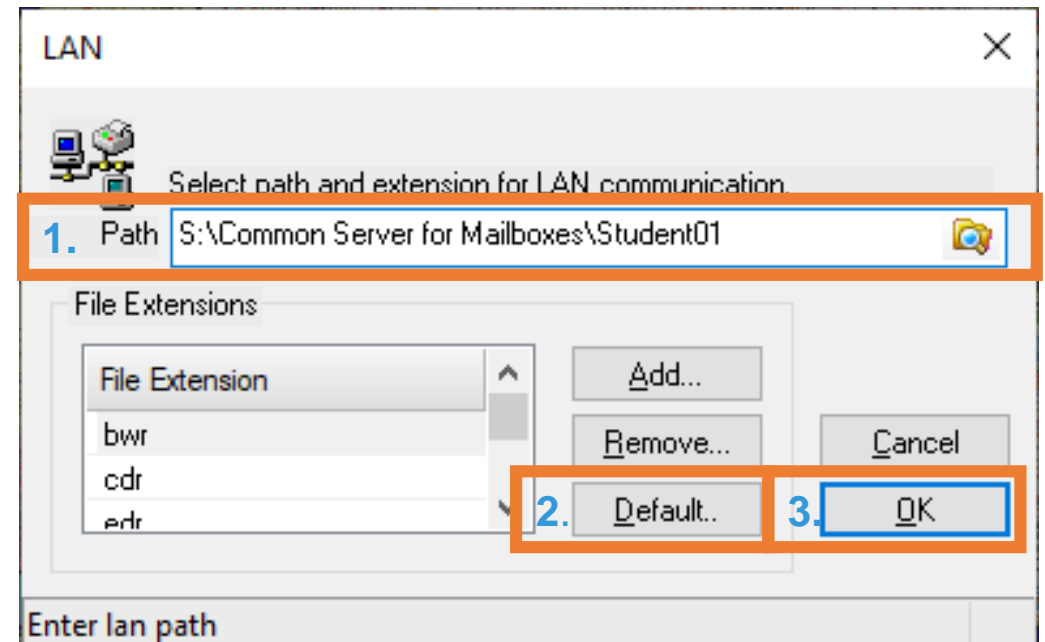 LAN
Select path and extension for LAN communication.
1. Path S:\Common Server for Mailboxes\Student01
File Extensions
File Extension
Add...
bwr
Remove...
Cancel
cdr
edr
2. Default..
3. OK
Enter lan path